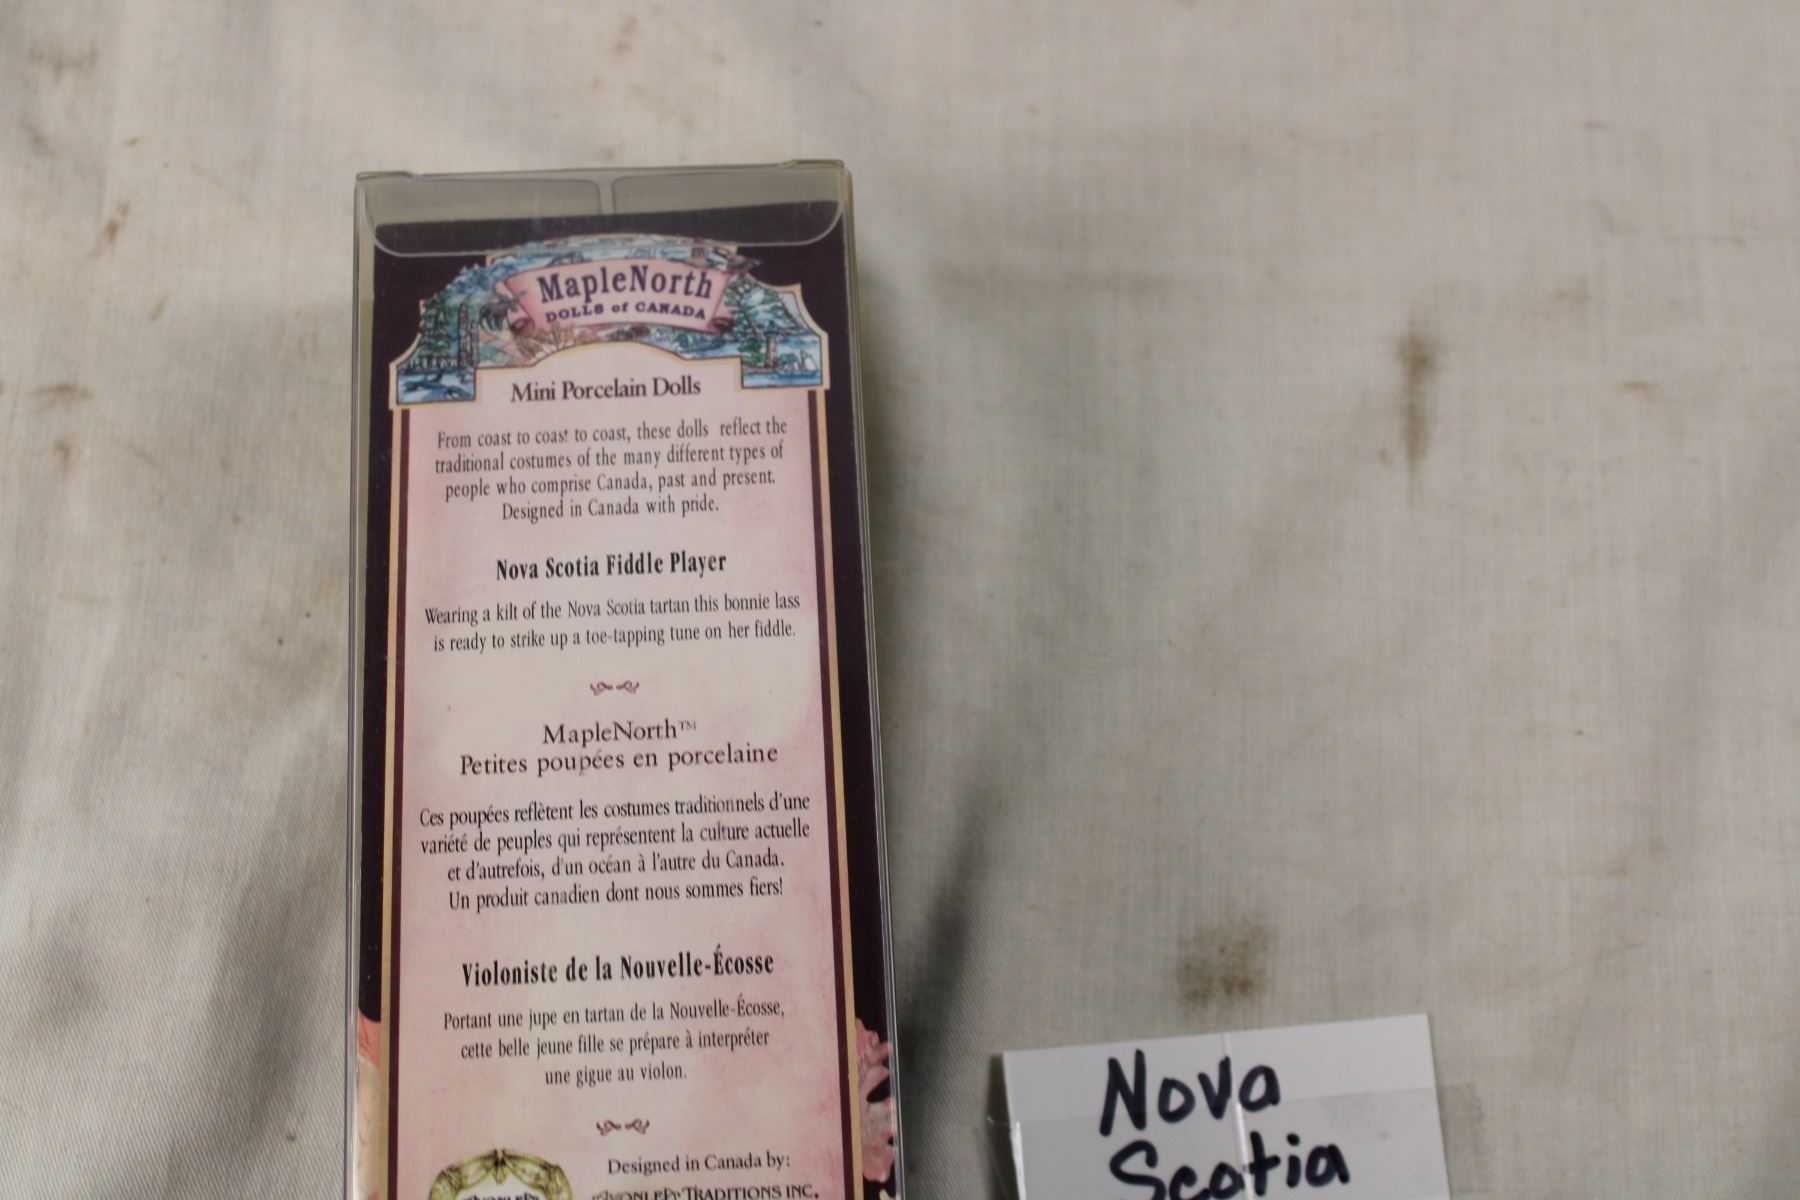 MapleNorth
DOLLS of CANADA
Mini Porcelain Dolls
From coast to coast to coast, these dolls reflect the
traditional costumes of the many different types of
people who comprise Canada, past and present.
Designed in Canada with pride.
Nova Scotia Fiddle Player
Wearing a kilt of the Nova Scotia tartan this bonnie lass
is ready to strike up a toe-tapping tune on her fiddle.
MapleNorth™
Petites poupées en porcelaine
Ces poupées reflètent les costumes traditionnels d'une
variété de peuples qui représentent la culture actuelle
et d'autrefois, d'un océan à l'autre du Canada.
Un produit canadien dont nous sommes fiers!
Violoniste de la Nouvelle-Écosse
Portant une jupe en tartan de la Nouvelle-Écosse,
cette belle jeune fille se prépare à interpréter
une gigue au violon.
Designed in Canada by:
AVONLEA TRADITIONS INC.
Nova
Scotia